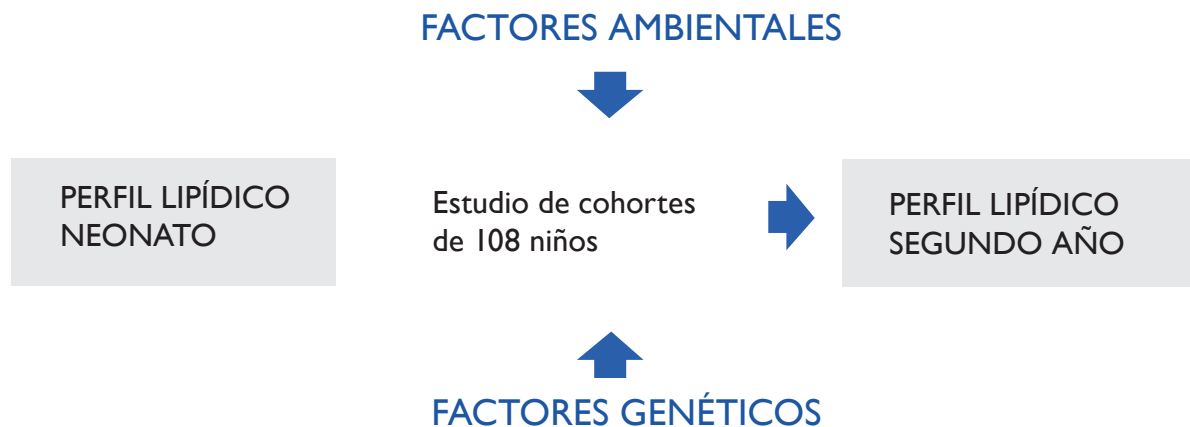 FACTORES AMBIENTALES
PERFIL LIPÍDICO
NEONATO
Estudio de cohortes
de 108 niños
PERFIL LIPÍDICO
SEGUNDO AÑO
FACTORES GENÉTICOS